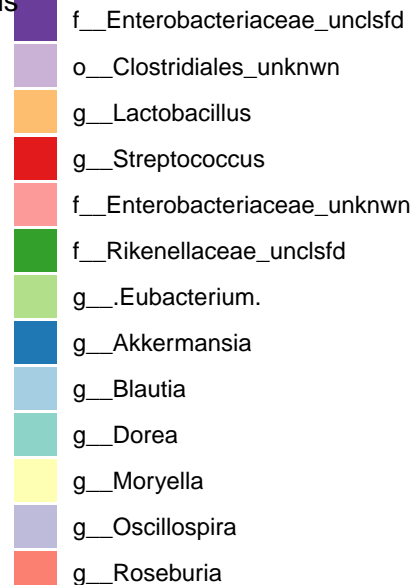 f__Enterobacteriaceae_unclsfd
o__Clostridiales_unknwn
g__Lactobacillus
g__Streptococcus
f__Enterobacteriaceae_unknwn
f__Rikenellaceae_unclsfd
g__.Eubacterium.
g__Akkermansia
g__Blautia
g__Dorea
g__Moryella
g__Oscillospira
g__Roseburia